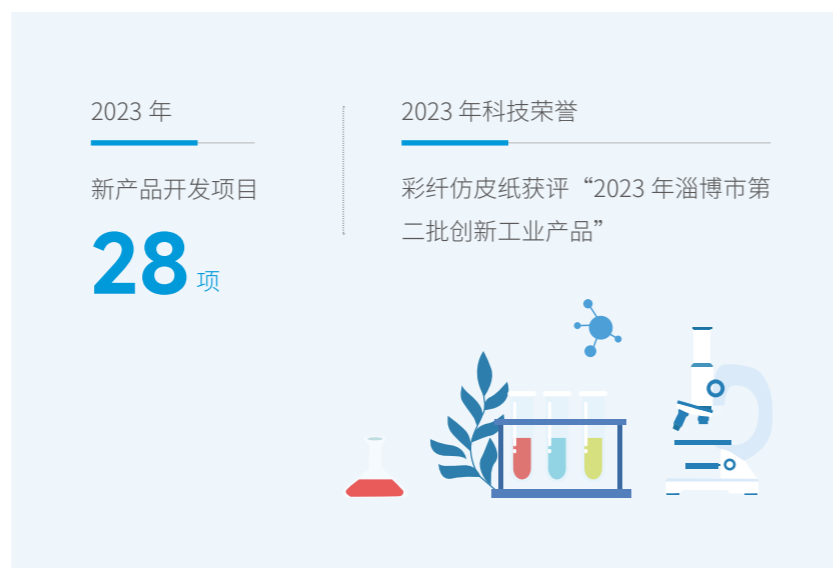 2023 年
新产品开发项目
28 项
2023 年科技荣誉
彩纤仿皮纸获评“2023 年淄博市第
二批创新工业产品”